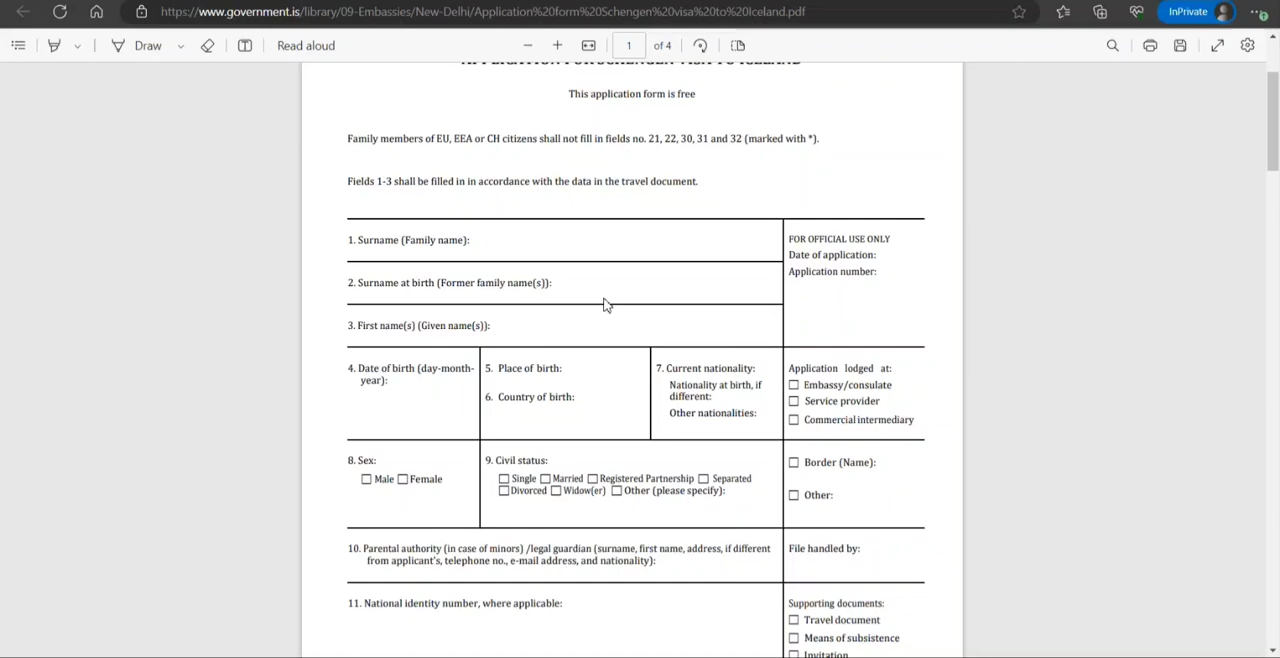 https://www.government.is/library/09-Embassies/New-Delhi/Application%20form%20Schengen%20visa%20to%20Iceland.pdf
InPrivate
Draw
Read aloud
1
of 4
APPLICATION FOR SCHENGEN VISA TO ICELAND
This application form is free
Family members of EU, EEA or CH citizens shall not fill in fields no. 21, 22, 30, 31 and 32 (marked with *).
Fields 1-3 shall be filled in in accordance with the data in the travel document.
1. Surname (Family name):
2. Surname at birth (Former family name(s)):
3. First name(s) (Given name(s)):
FOR OFFICIAL USE ONLY
Date of application:
Application number:
4. Date of birth (day-month-
year):
5. Place of birth:
6. Country of birth:
7. Current nationality:
Nationality at birth, if
different:
Other nationalities:
Application lodged at:
Embassy/consulate
Service provider
Commercial intermediary
8. Sex:
Male Female
9. Civil status:
Single Married Registered Partnership Separated
Divorced Widow(er) Other (please specify):
Border (Name):
Other:
10. Parental authority (in case of minors) /legal guardian (surname, first name, address, if different
from applicant's, telephone no., e-mail address, and nationality):
File handled by:
11. National identity number, where applicable:
Supporting documents:
Travel document
Means of subsistence
Invitation